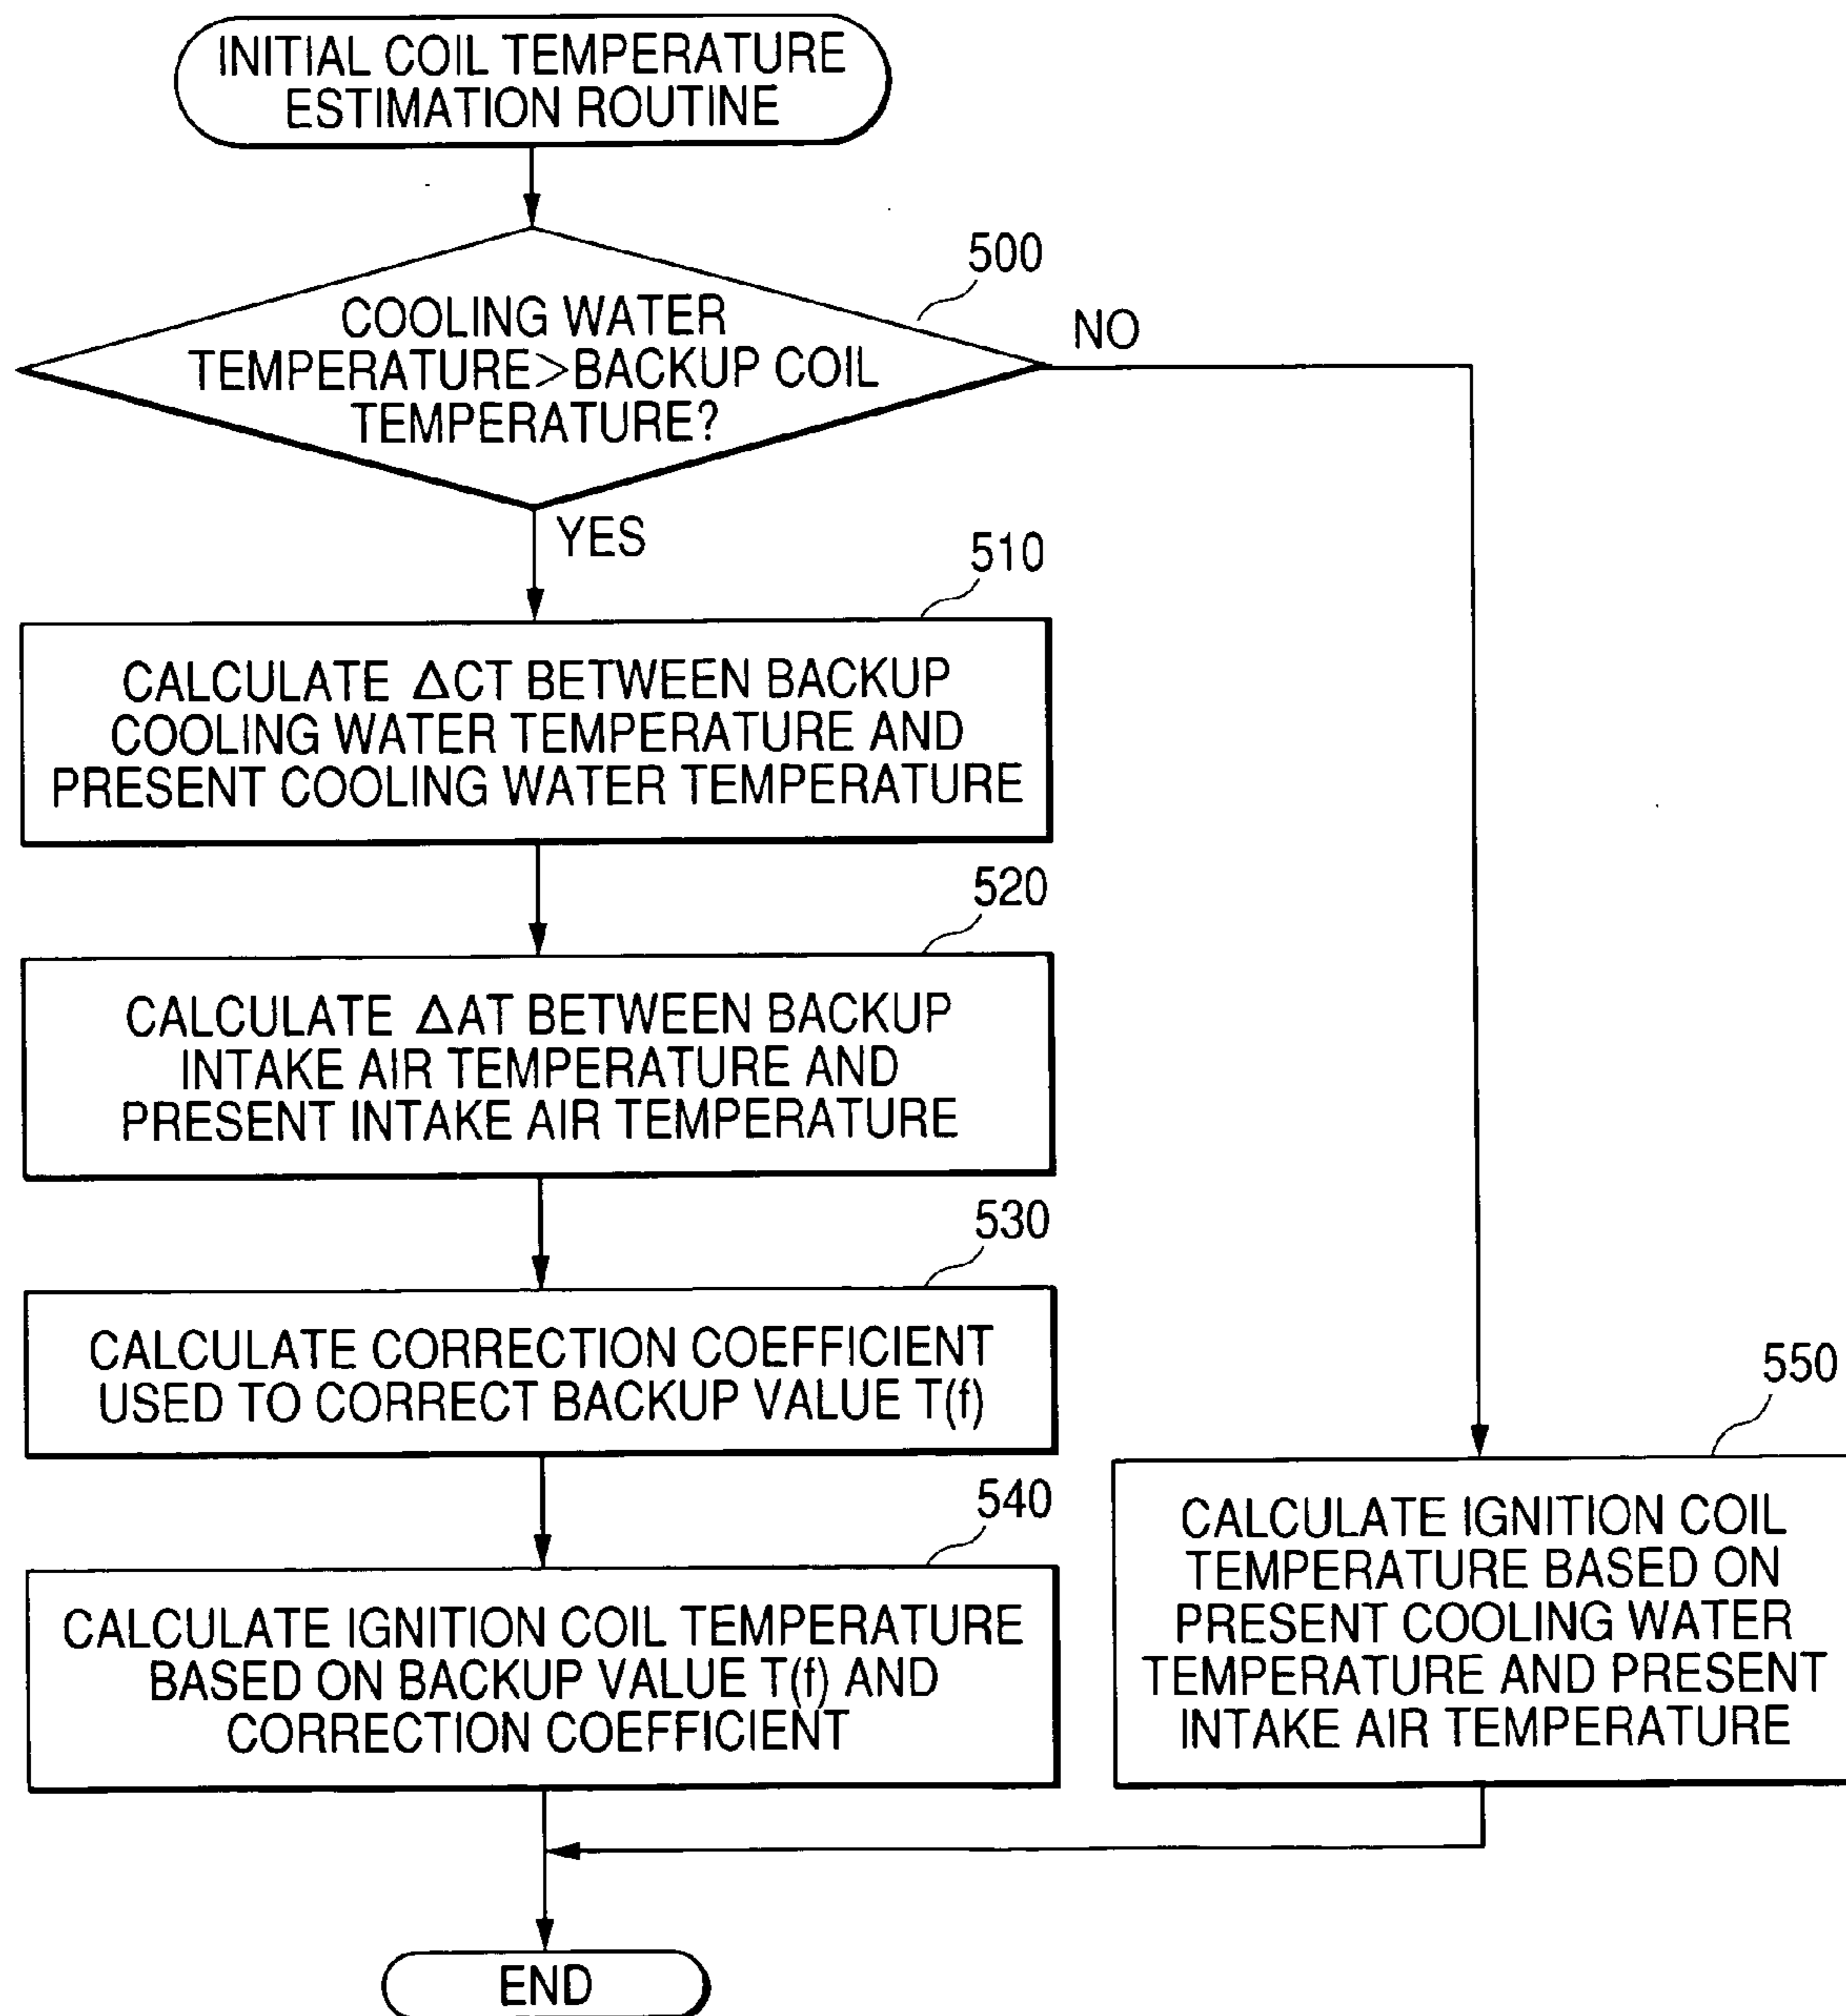 INITIAL COIL TEMPERATURE
ESTIMATION ROUTINE
500
COOLING WATER
TEMPERATURE>BACKUP COIL
TEMPERATURE?
NO
YES
510
CALCULATE ΔCT BETWEEN BACKUP
COOLING WATER TEMPERATURE AND
PRESENT COOLING WATER TEMPERATURE
520
CALCULATE ΔAT BETWEEN BACKUP
INTAKE AIR TEMPERATURE AND
PRESENT INTAKE AIR TEMPERATURE
530
CALCULATE CORRECTION COEFFICIENT
USED TO CORRECT BACKUP VALUE T(f)
540
CALCULATE IGNITION COIL TEMPERATURE
BASED ON BACKUP VALUE T(f) AND
CORRECTION COEFFICIENT
550
CALCULATE IGNITION COIL
TEMPERATURE BASED ON
PRESENT COOLING WATER
TEMPERATURE AND PRESENT
INTAKE AIR TEMPERATURE
END